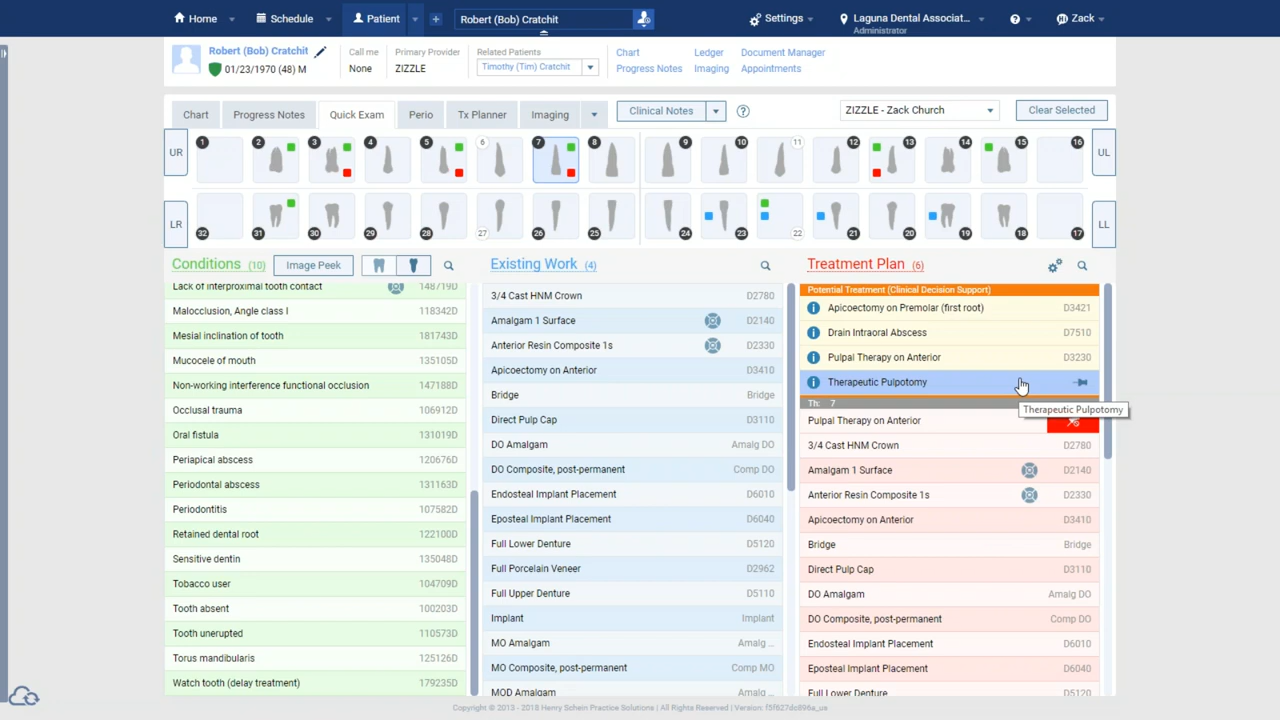 Home Schedule Patient + Robert (Bob) Cratchit Settings Laguna Dental Associat... ? Zack
Administrator
Robert (Bob) Cratchit
01/23/1970 (48) M
Call me
None
Primary Provider
ZIZZLE
Related Patients
Timothy (Tim) Cratchit
Chart Ledger Document Manager
Progress Notes Imaging Appointments
Chart Progress Notes Quick Exam Perio Tx Planner Imaging Clinical Notes ? ZIZZLE - Zack Church Clear Selected
UR 1 2 3 4 5 6 7 8 9 10 11 12 13 14 15 16 UL
LR 32 31 30 29 28 27 26 25 24 23 22 21 20 19 18 17 LL
Conditions (10) Image Peek
Lack of interproximal tooth contact 148719D
Malocclusion, Angle class I 118342D
Mesial inclination of tooth 181743D
Mucocele of mouth 135105D
Non-working interference functional occlusion 147188D
Occlusal trauma 106912D
Oral fistula 131019D
Periapical abscess 120676D
Periodontal abscess 131163D
Periodontitis 107582D
Retained dental root 122100D
Sensitive dentin 135048D
Tobacco user 104709D
Tooth absent 100203D
Tooth unerupted 110573D
Torus mandibularis 125126D
Watch tooth (delay treatment) 179235D
Existing Work (4)
3/4 Cast HNM Crown D2780
Amalgam 1 Surface D2140
Anterior Resin Composite 1s D2330
Apicoectomy on Anterior D3410
Bridge Bridge
Direct Pulp Cap D3110
DO Amalgam Amalg DO
DO Composite, post-permanent Comp DO
Endosteal Implant Placement D6010
Eposteal Implant Placement D6040
Full Lower Denture D5120
Full Porcelain Veneer D2962
Full Upper Denture D5110
Implant Implant
MO Amalgam Amalg ...
MO Composite, post-permanent Comp MO
MOD Amalgam Amalg ...
Treatment Plan (6)
Potential Treatment (Clinical Decision Support)
Apicoectomy on Premolar (first root) D3421
Drain Intraoral Abscess D7510
Pulpal Therapy on Anterior D3230
Therapeutic Pulpotomy
Th: 7
Therapeutic Pulpotomy
Pulpal Therapy on Anterior
3/4 Cast HNM Crown D2780
Amalgam 1 Surface D2140
Anterior Resin Composite 1s D2330
Apicoectomy on Anterior D3410
Bridge Bridge
Direct Pulp Cap D3110
DO Amalgam Amalg DO
DO Composite, post-permanent Comp DO
Endosteal Implant Placement D6010
Eposteal Implant Placement D6040
Full Lower Denture D5120
Copyright © 2013 - 2018 Henry Schein Practice Solutions | All Rights Reserved | Version: f5f627dc896a_us